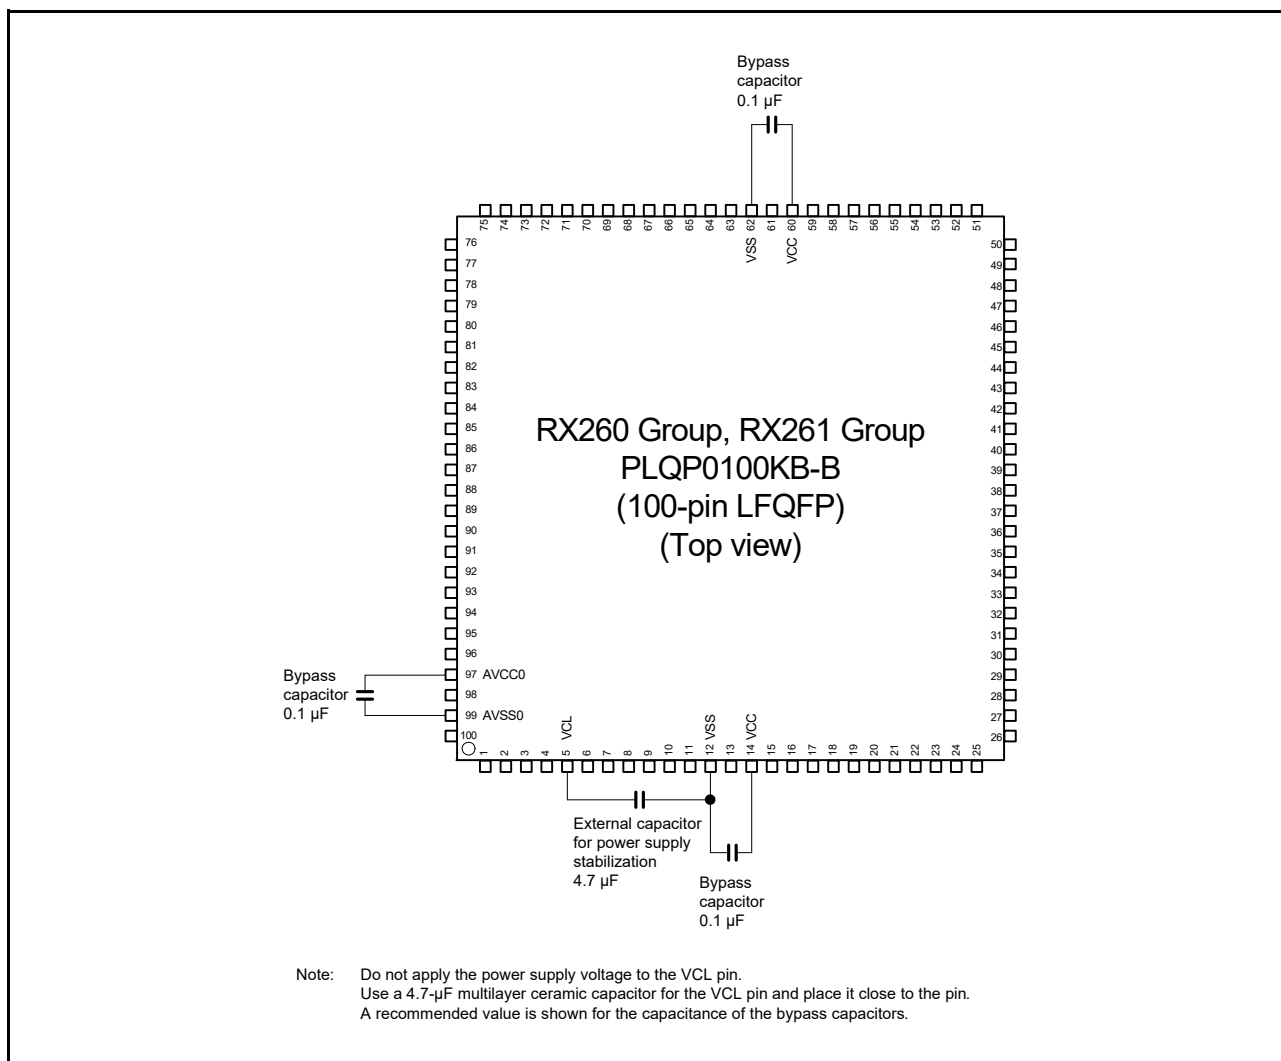 Bypass
capacitor
0.1 µF
75 74 73 72 71 70 69 68 67 66 65 64 63 62 61 60 59 58 57 56 55 54 53 52 51
VSS VCC
76 50
77 49
78 48
79 47
80 46
81 45
82 44
83 43
84 42
85 41
86 40
87 39
88 38
89 37
90 36
91 35
92 34
93 33
94 32
95 31
96 30
97 AVCC0 29
98 28
99 AVSS0 27
100 26
RX260 Group, RX261 Group
PLQP0100KB-B
(100-pin LFQFP)
(Top view)
Bypass
capacitor
0.1 µF
VCL VSS VCC
1 2 3 4 5 6 7 8 9 10 11 12 13 14 15 16 17 18 19 20 21 22 23 24 25
External capacitor
for power supply
stabilization
4.7 µF
Bypass
capacitor
0.1 µF
Note: Do not apply the power supply voltage to the VCL pin.
Use a 4.7-µF multilayer ceramic capacitor for the VCL pin and place it close to the pin.
A recommended value is shown for the capacitance of the bypass capacitors.